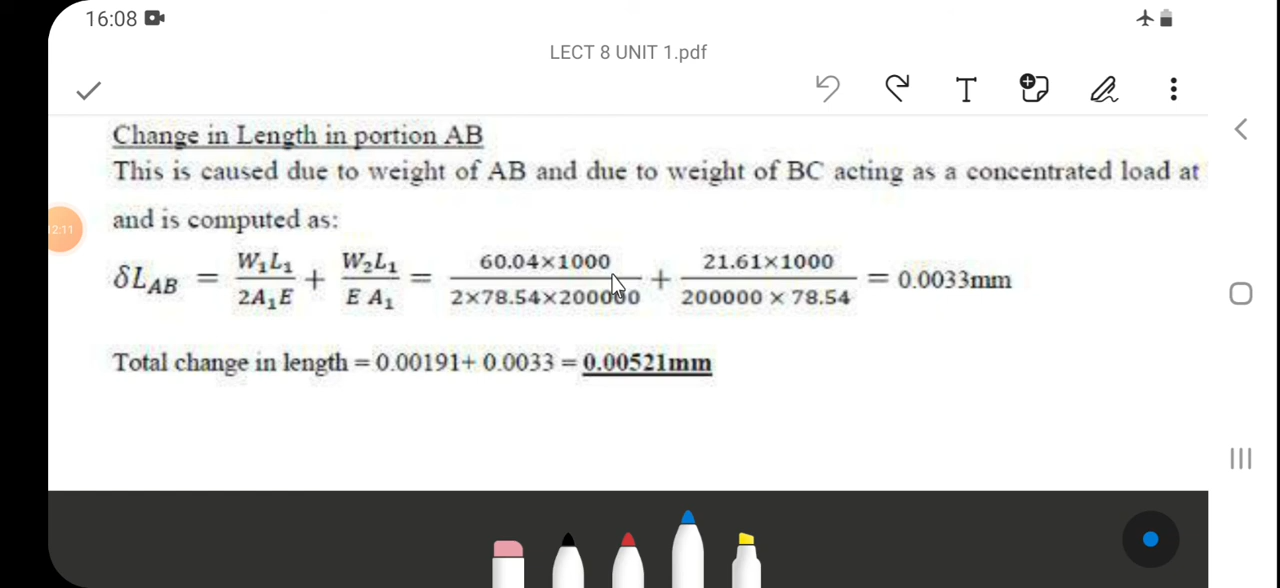 16:08
LECT 8 UNIT 1.pdf
T
Change in Length in portion AB
This is caused due to weight of AB and due to weight of BC acting as a concentrated load at
12:11
and is computed as:
δL_AB = W₁L₁/2A₁E + W₂L₁/E A₁ = 60.04×1000/2×78.54×200000 + 21.61×1000/200000 × 78.54 = 0.0033mm
Total change in length = 0.00191+ 0.0033 = 0.00521mm